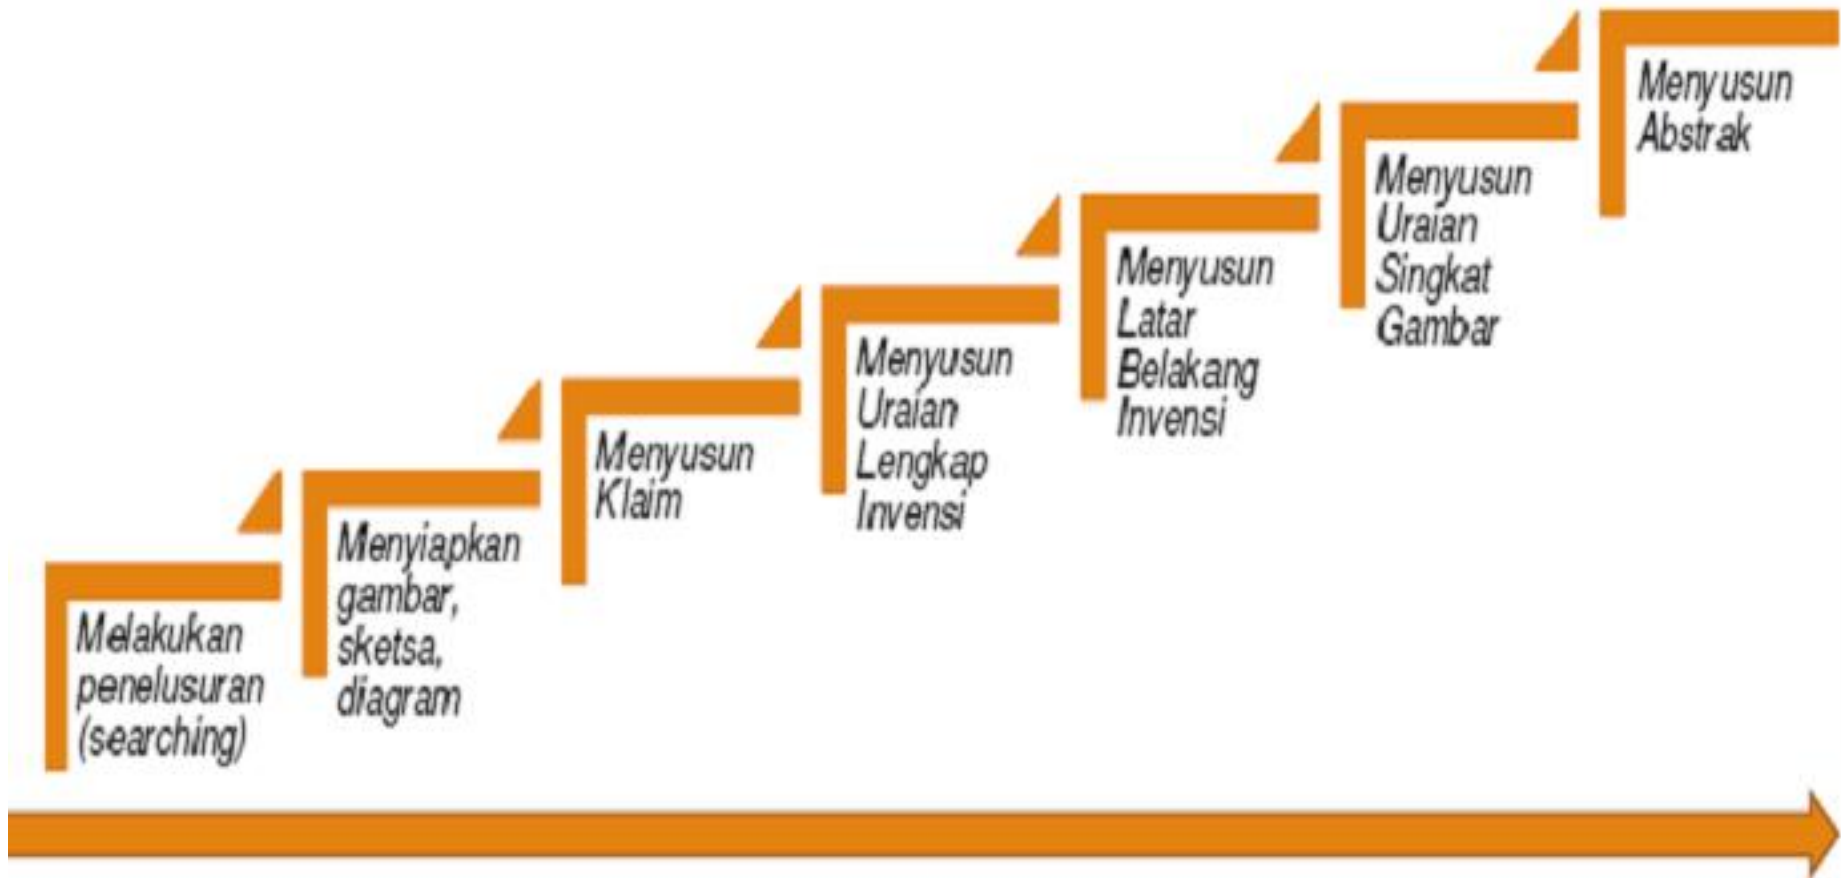 Melakukan
penelusuran
(searching)
Menyiapkan
gambar,
sketsa,
diagram
Menyusun
Klaim
Menyusun
Uraian
Lengkap
Invensi
Menyusun
Latar
Belakang
Invensi
Menyusun
Uraian
Singkat
Gambar
Menyusun
Abstrak